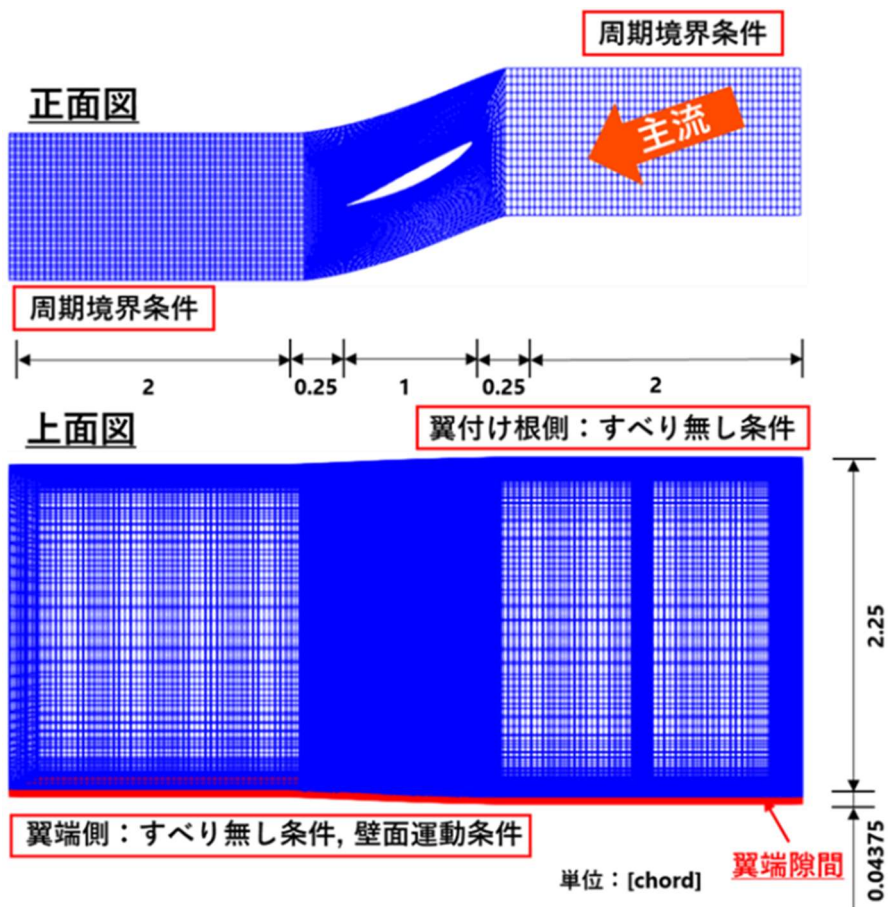 周期境界条件
正面図
主流
周期境界条件
2
0.25
1
0.25
2
上面図
翼付け根側：すべり無し条件
2.25
翼端側：すべり無し条件, 壁面運動条件
翼端隙間
0.04375
単位：[chord]